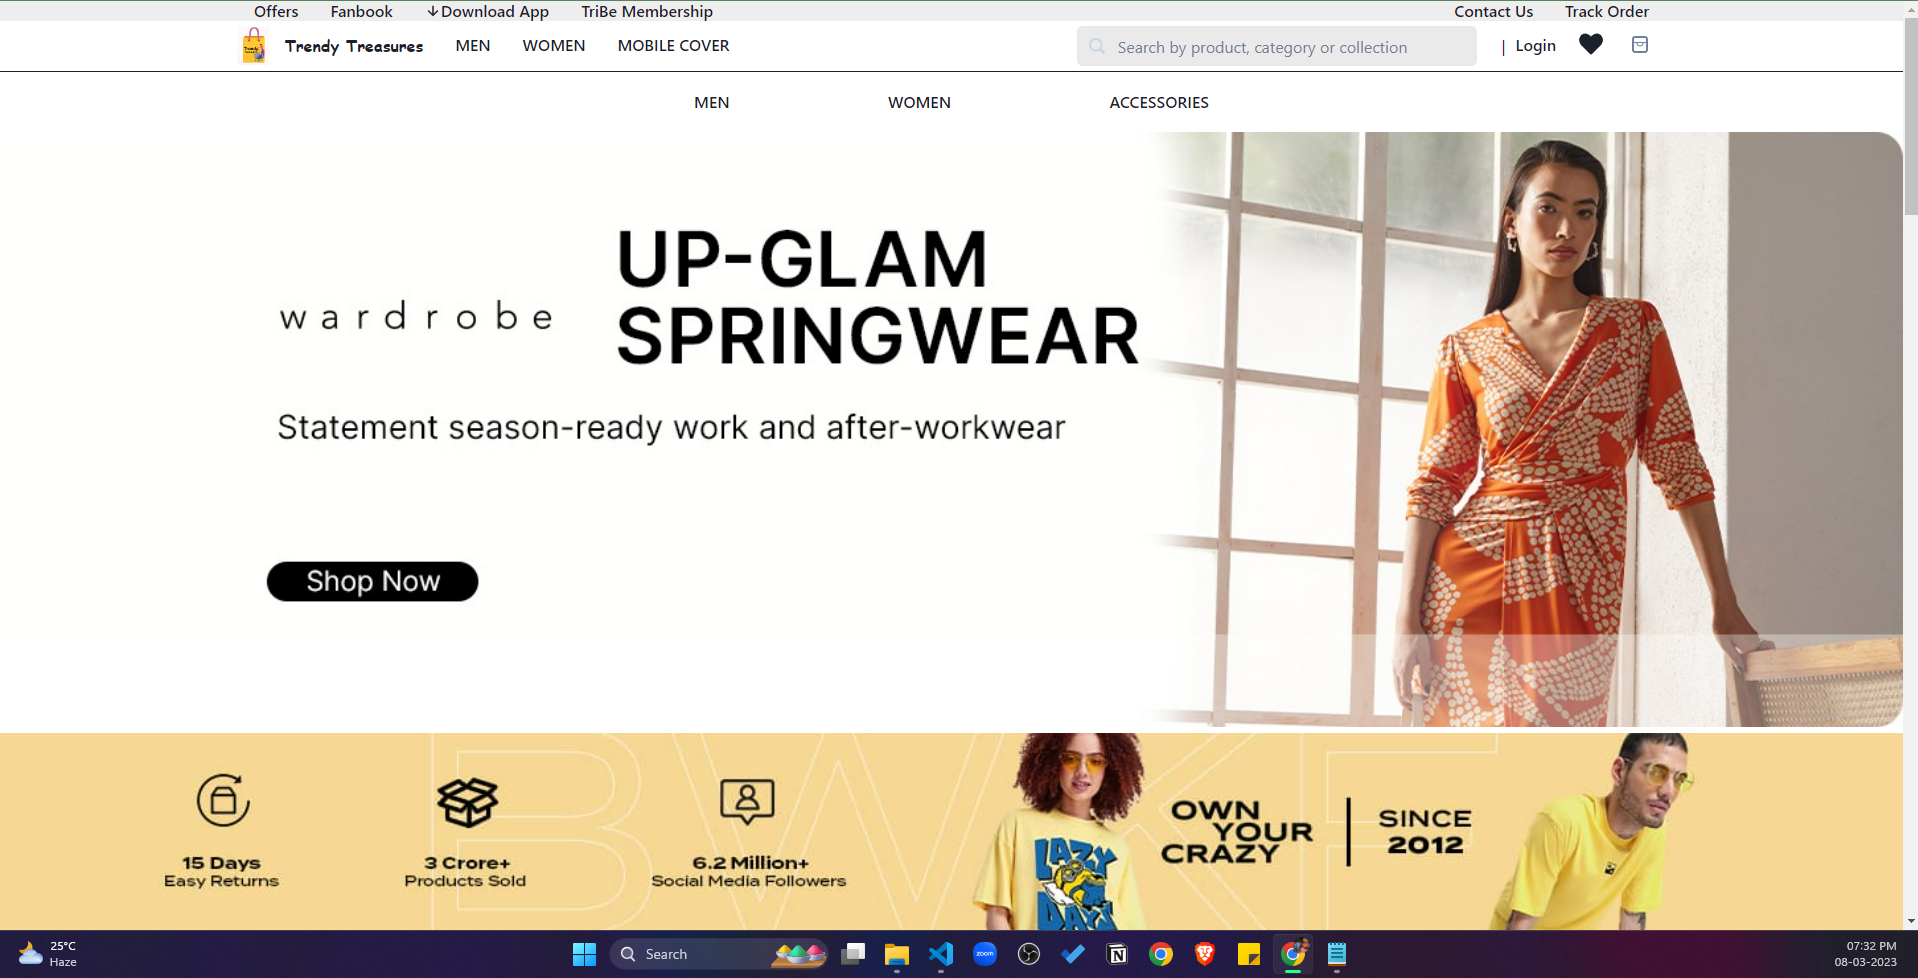 Offers Fanbook ↓Download App TriBe Membership Contact Us Track Order
Trendy Treasures MEN WOMEN MOBILE COVER Search by product, category or collection | Login
MEN WOMEN ACCESSORIES
UP-GLAM
wardrobe SPRINGWEAR
Statement season-ready work and after-workwear
Shop Now
BWKF
OWN
YOUR
CRAZY
SINCE
2012
15 Days
Easy Returns
3 Crore+
Products Sold
6.2 Million+
Social Media Followers
LAZY
DAYS
25°C
Haze
Search
zoom
07:32 PM
08-03-2023